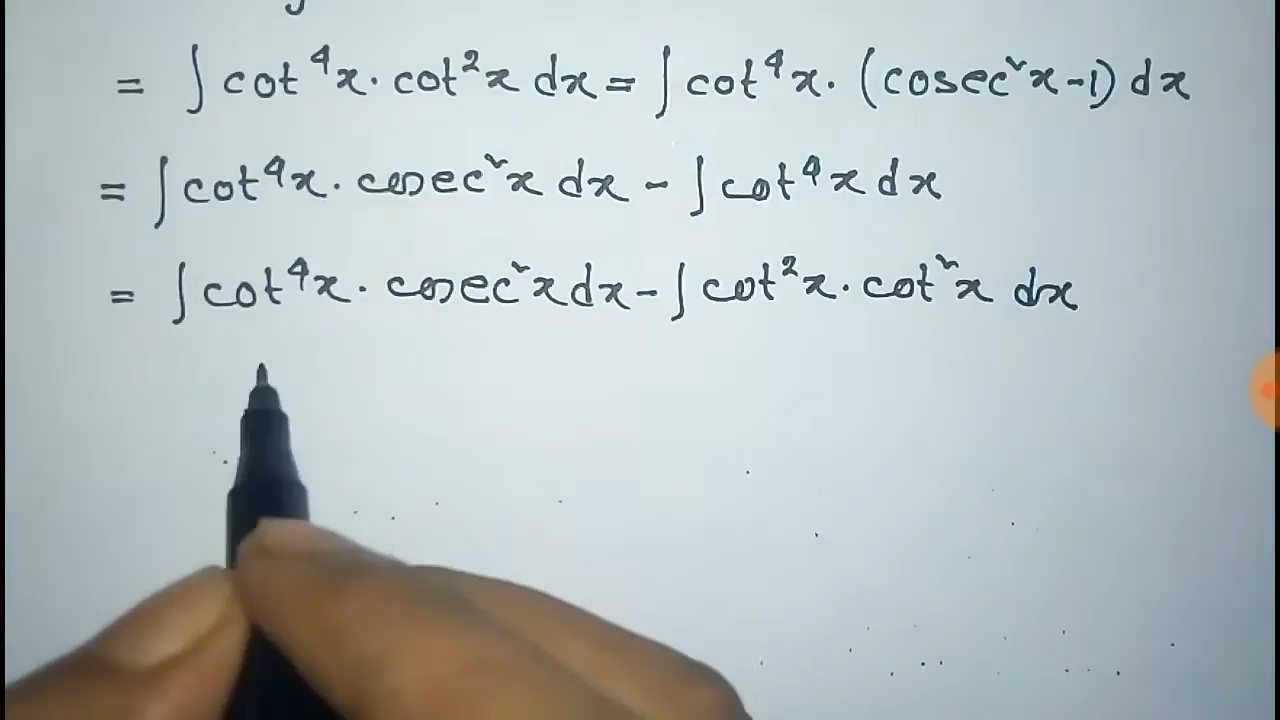 = ∫ cot⁴x · cot²x dx = ∫ cot⁴x · (cosec²x-1) dx
= ∫ cot⁴x · cosec²x dx - ∫ cot⁴x dx
= ∫ cot⁴x · cosec²x dx - ∫ cot²x · cot²x dx